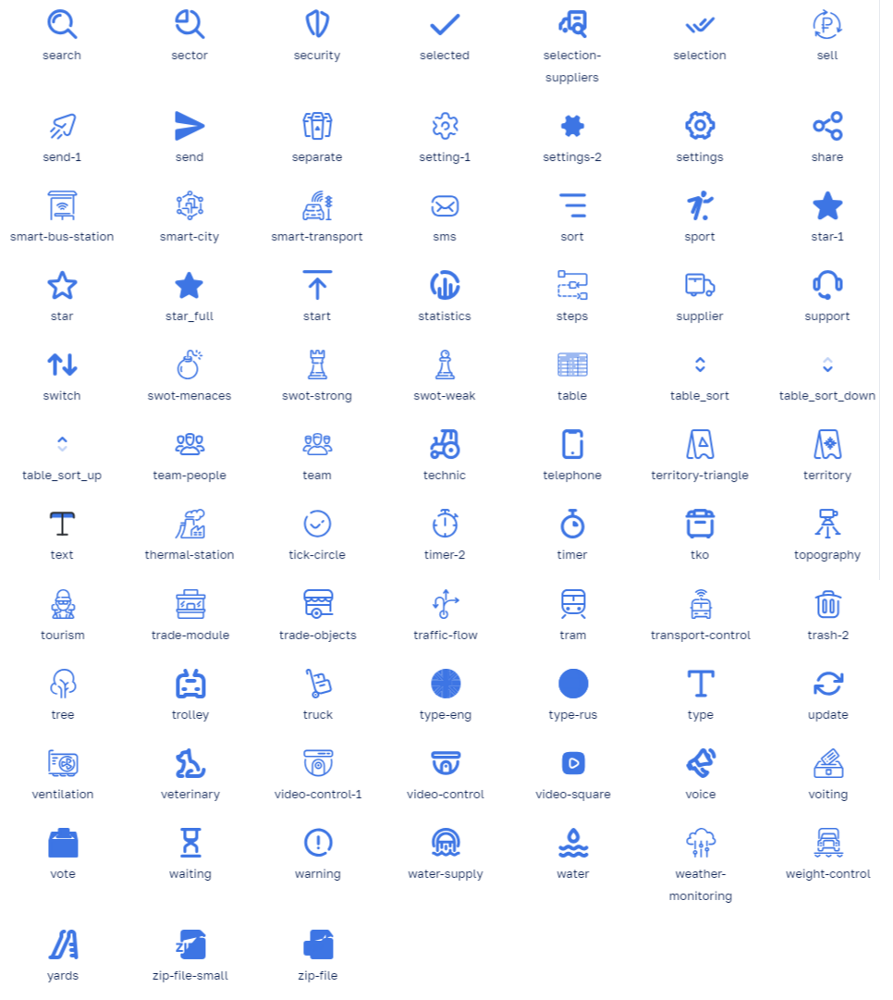 search sector security selected selection- selection sell
suppliers
send-1 send separate setting-1 settings-2 settings share
smart-bus-station smart-city smart-transport sms sort sport star-1
star star_full start statistics steps supplier support
switch swot-menaces swot-strong swot-weak table table_sort table_sort_down
table_sort_up team-people team technic telephone territory-triangle territory
text thermal-station tick-circle timer-2 timer tko topography
tourism trade-module trade-objects traffic-flow tram transport-control trash-2
tree trolley truck type-eng type-rus type update
ventilation veterinary video-control-1 video-control video-square voice voiting
vote waiting warning water-supply water weather- weight-control
monitoring
yards zip-file-small zip-file